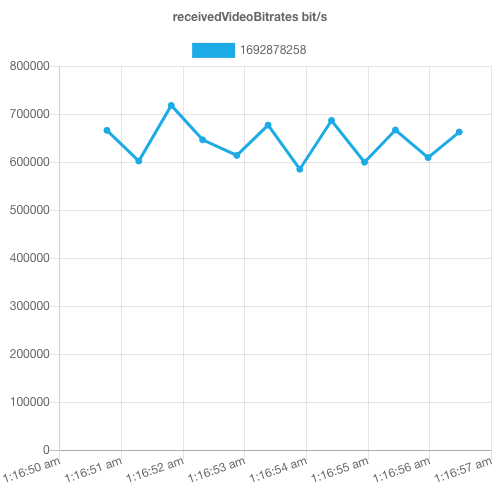 receivedVideoBitrates bit/s
1692878258
800000
700000
600000
500000
400000
300000
200000
100000
0
1:16:50 am
1:16:51 am
1:16:52 am
1:16:53 am
1:16:54 am
1:16:55 am
1:16:56 am
1:16:57 am